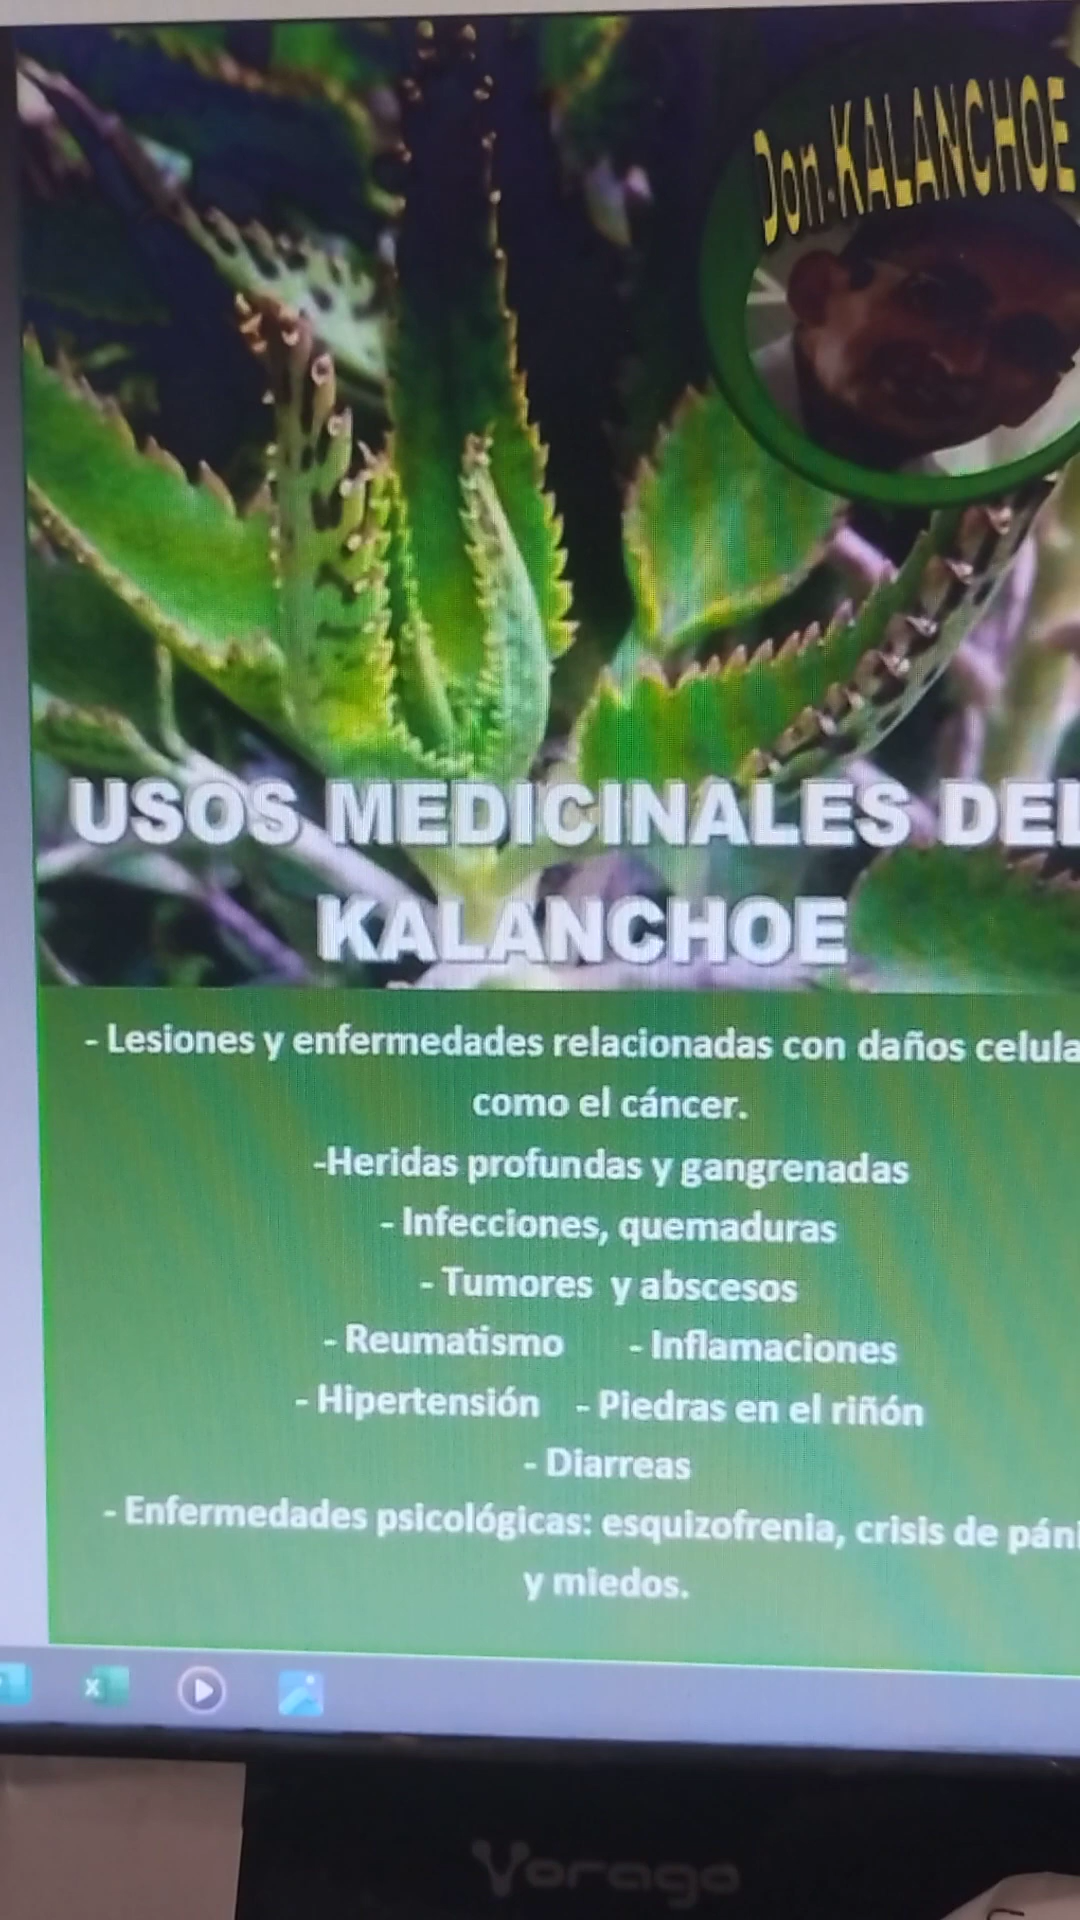 Don.KALANCHOE
USOS MEDICINALES DEL
KALANCHOE
- Lesiones y enfermedades relacionadas con daños celula
como el cáncer.
-Heridas profundas y gangrenadas
- Infecciones, quemaduras
- Tumores y abscesos
- Reumatismo - Inflamaciones
- Hipertensión - Piedras en el riñón
- Diarreas
- Enfermedades psicológicas: esquizofrenia, crisis de páni
y miedos.
Vorago